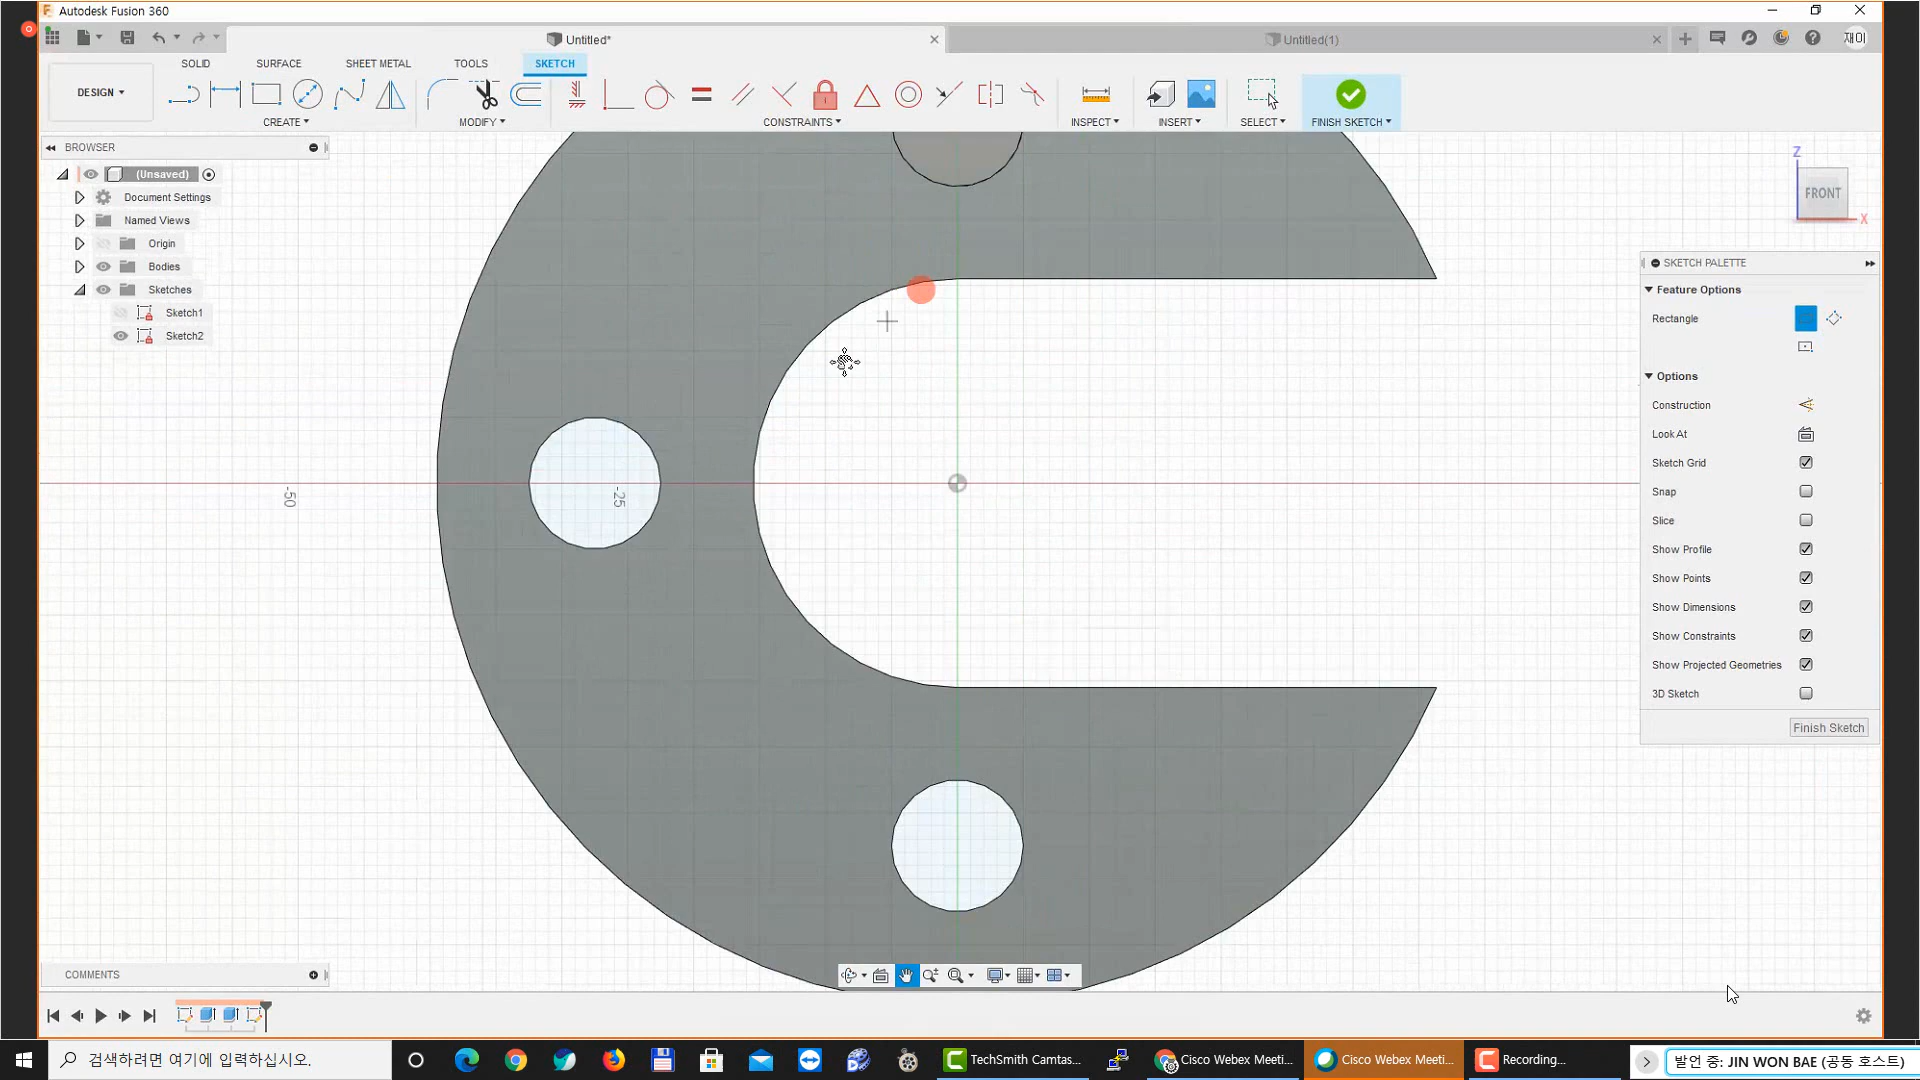 Autodesk Fusion 360
Untitled*
Untitled(1)
재이
DESIGN
SOLID
SURFACE
SHEET METAL
TOOLS
SKETCH
CREATE
MODIFY
CONSTRAINTS
INSPECT
INSERT
SELECT
FINISH SKETCH
BROWSER
(Unsaved)
Document Settings
Named Views
Origin
Bodies
Sketches
Sketch1
Sketch2
Z
FRONT
X
-50
-25
SKETCH PALETTE
Feature Options
Rectangle
Options
Construction
Look At
Sketch Grid
Snap
Slice
Show Profile
Show Points
Show Dimensions
Show Constraints
Show Projected Geometries
3D Sketch
Finish Sketch
COMMENTS
검색하려면 여기에 입력하십시오.
TechSmith Camtas...
Cisco Webex Meeti...
Cisco Webex Meeti...
Recording...
발언 중: JIN WON BAE (공동 호스트)